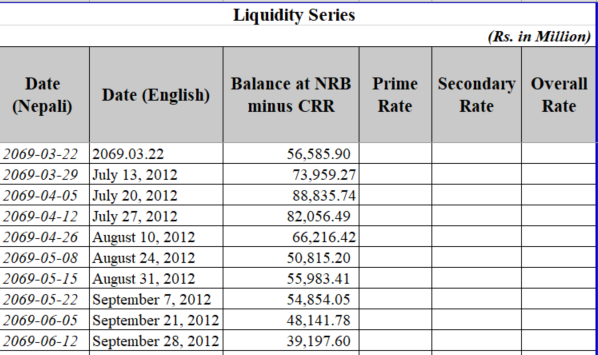 Liquidity Series
(Rs. in Million)
Date (Nepali) Date (English) Balance at NRB minus CRR Prime Rate Secondary Rate Overall Rate
2069-03-22 2069.03.22 56,585.90
2069-03-29 July 13, 2012 73,959.27
2069-04-05 July 20, 2012 88,835.74
2069-04-12 July 27, 2012 82,056.49
2069-04-26 August 10, 2012 66,216.42
2069-05-08 August 24, 2012 50,815.20
2069-05-15 August 31, 2012 55,983.41
2069-05-22 September 7, 2012 54,854.05
2069-06-05 September 21, 2012 48,141.78
2069-06-12 September 28, 2012 39,197.60